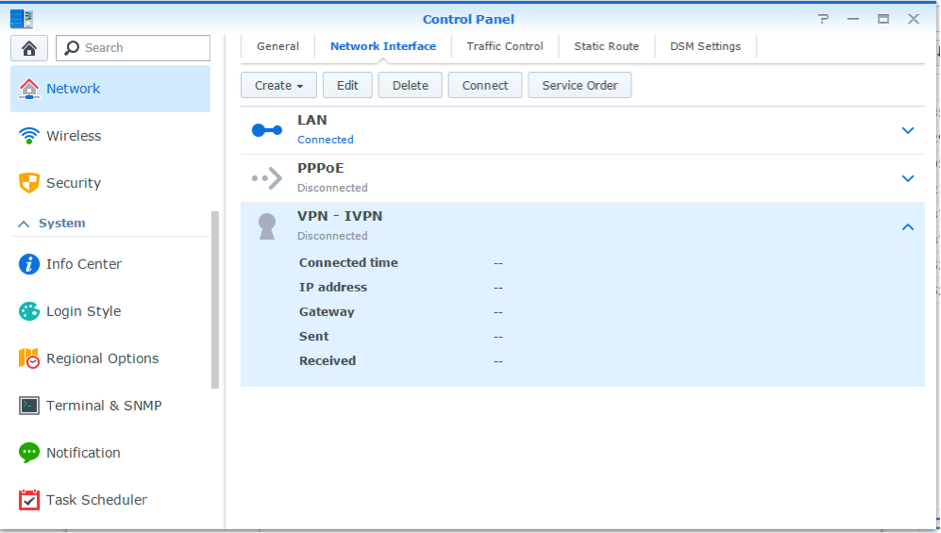 Control Panel
Search
General
Network Interface
Traffic Control
Static Route
DSM Settings
Network
Wireless
Security
System
Info Center
Login Style
Regional Options
Terminal & SNMP
Notification
Task Scheduler
Create
Edit
Delete
Connect
Service Order
LAN
Connected
PPPoE
Disconnected
VPN - IVPN
Disconnected
Connected time --
IP address --
Gateway --
Sent --
Received --